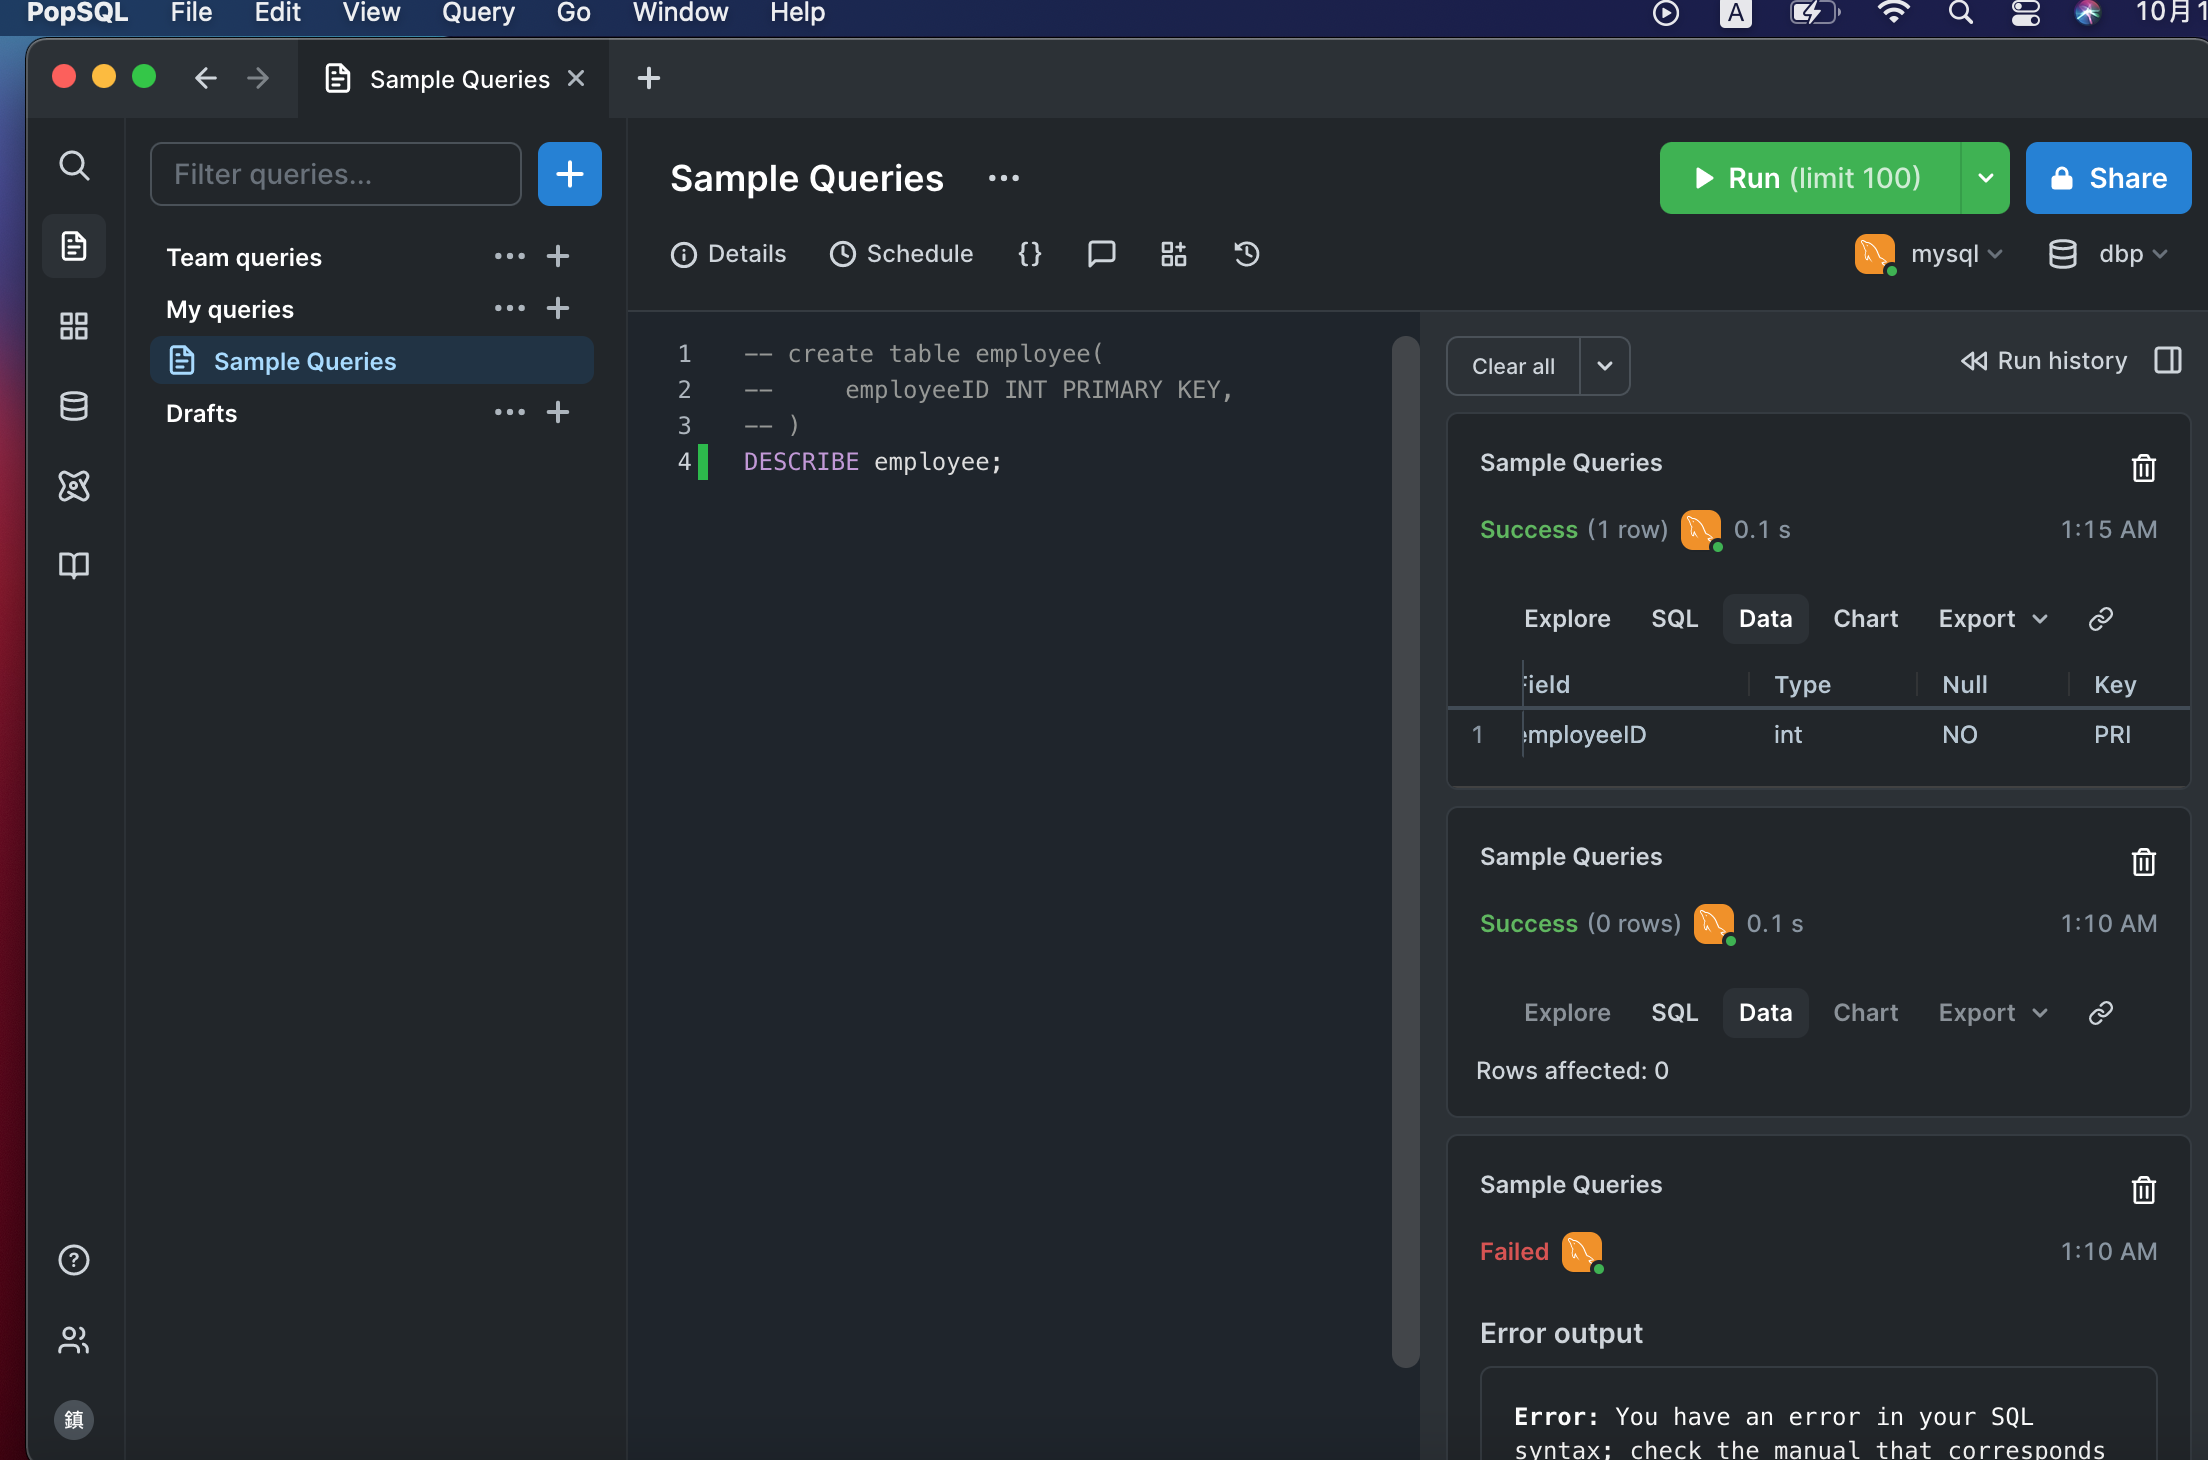 PopSQL File Edit View Query Go Window Help A 10月1
Sample Queries
Filter queries...
Sample Queries
Run (limit 100)
Share
Details Schedule {} mysql dbp
Team queries
My queries
Sample Queries
Drafts
1 -- create table employee(
2 -- employeeID INT PRIMARY KEY,
3 -- )
4 DESCRIBE employee;
Clear all
Run history
Sample Queries
Success (1 row) 0.1 s 1:15 AM
Explore SQL Data Chart Export
ield Type Null Key
1 employeeID int NO PRI
Sample Queries
Success (0 rows) 0.1 s 1:10 AM
Explore SQL Data Chart Export
Rows affected: 0
Sample Queries
Failed 1:10 AM
Error output
Error: You have an error in your SQL
syntax; check the manual that corresponds
鎮